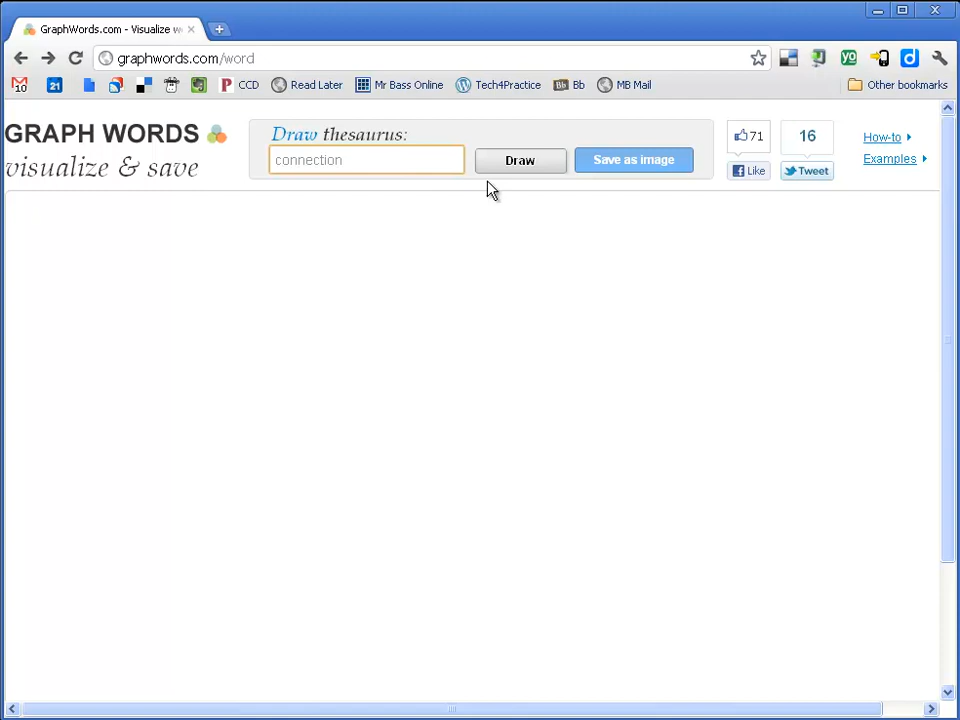 GraphWords.com - Visualize w
graphwords.com/word
10
21
CCD
Read Later
Mr Bass Online
Tech4Practice
Bb
Bb
MB Mail
Other bookmarks
GRAPH WORDS
visualize & save
Draw thesaurus:
connection
Draw
Save as image
71
Like
16
Tweet
How-to
Examples